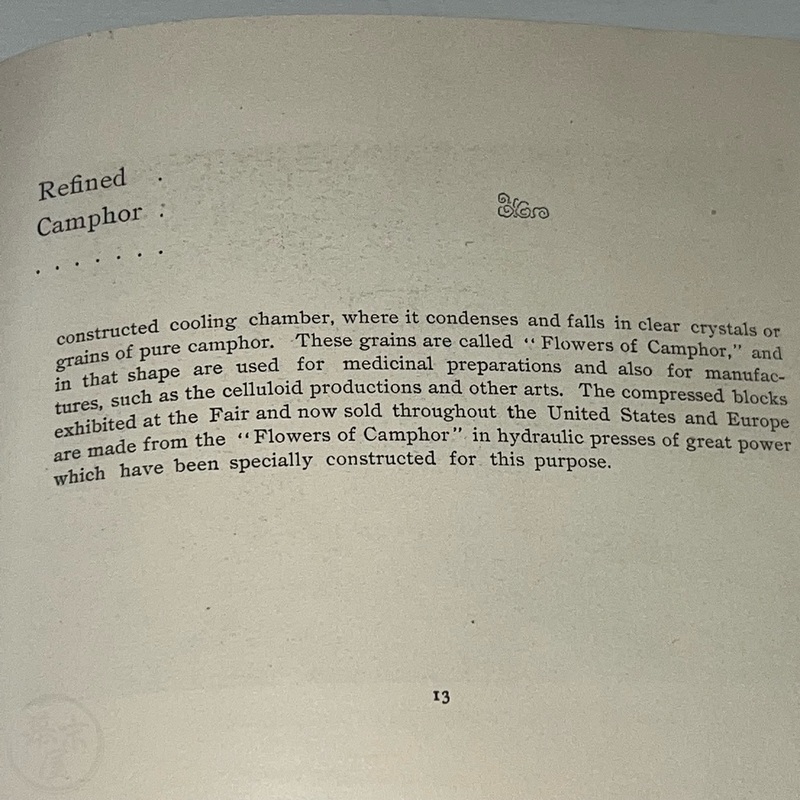 Refined .
Camphor :
. . . . . . .
constructed cooling chamber, where it condenses and falls in clear crystals or
grains of pure camphor. These grains are called “Flowers of Camphor,” and
in that shape are used for medicinal preparations and also for manufac-
tures, such as the celluloid productions and other arts. The compressed blocks
exhibited at the Fair and now sold throughout the United States and Europe
are made from the “Flowers of Camphor” in hydraulic presses of great power
which have been specially constructed for this purpose.
13